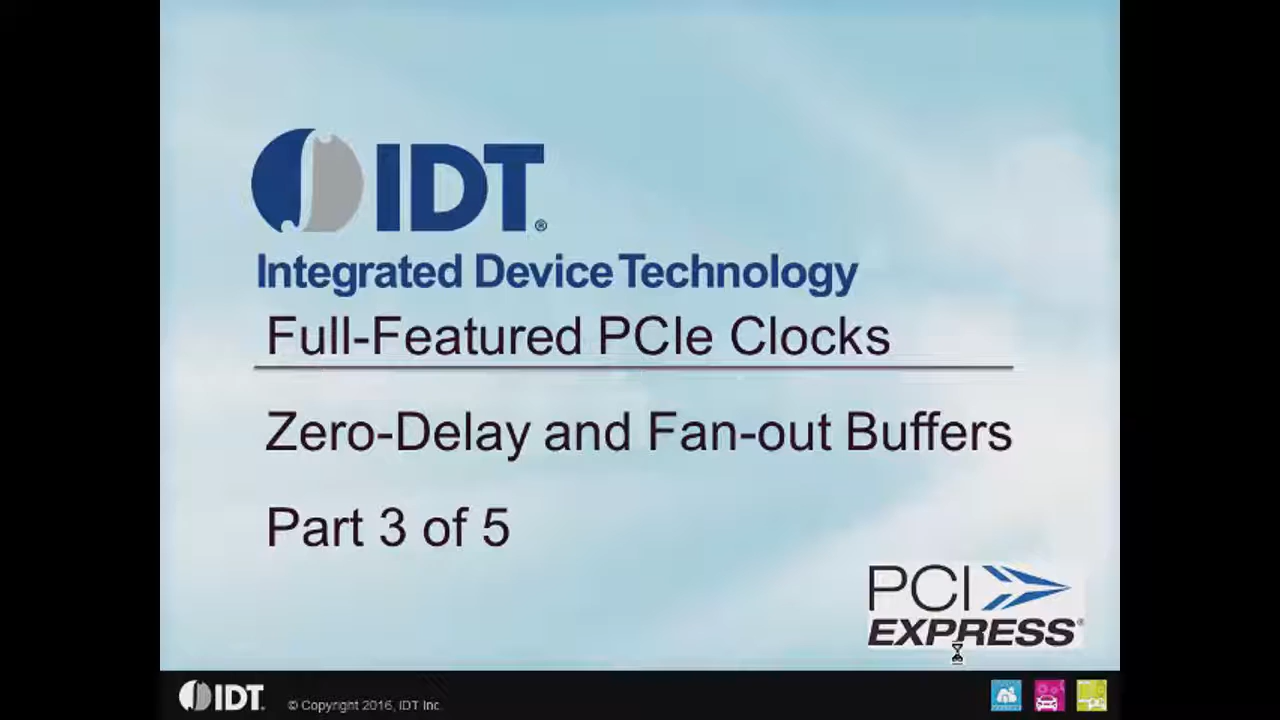 IDT®
Integrated Device Technology
Full-Featured PCIe Clocks
Zero-Delay and Fan-out Buffers
Part 3 of 5
PCI
EXPRESS®
IDT.
© Copyright 2016, IDT Inc.